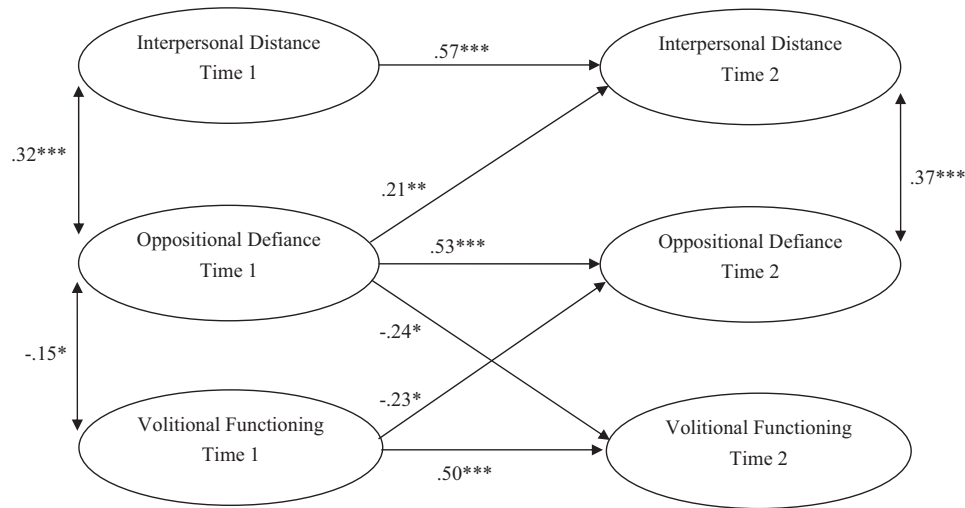 Interpersonal Distance
Time 1
.57***
Interpersonal Distance
Time 2
.32***
.21**
.37***
Oppositional Defiance
Time 1
.53***
Oppositional Defiance
Time 2
-.15*
-.24*
-.23*
Volitional Functioning
Time 1
.50***
Volitional Functioning
Time 2